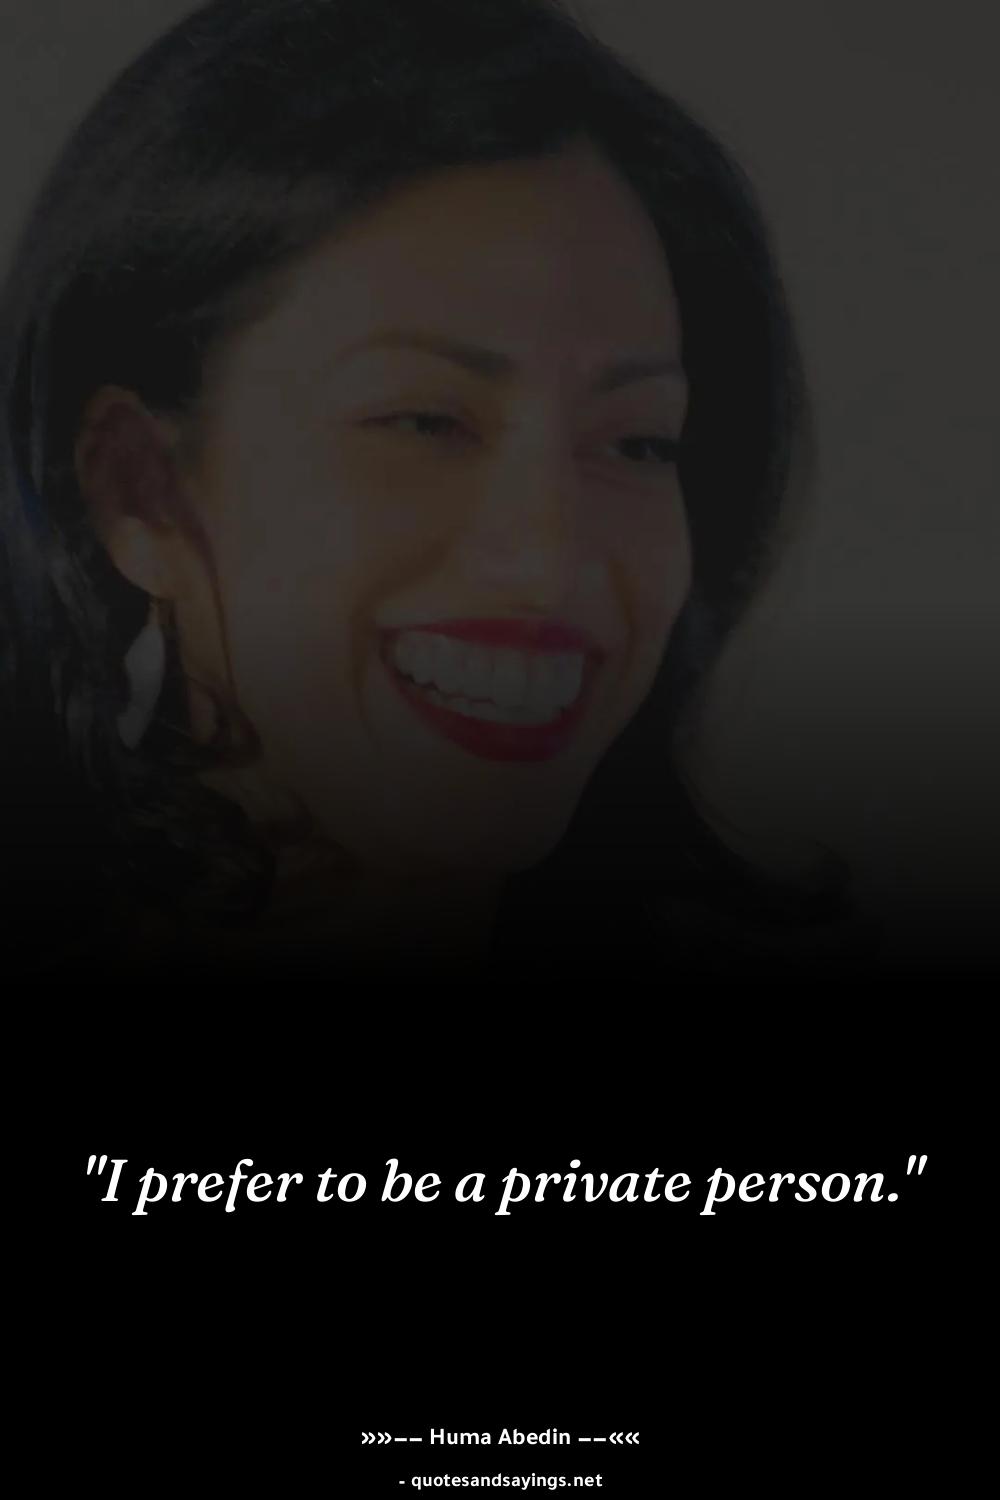 "I prefer to be a private person."
»»–– Huma Abedin ––««
- quotesandsayings.net